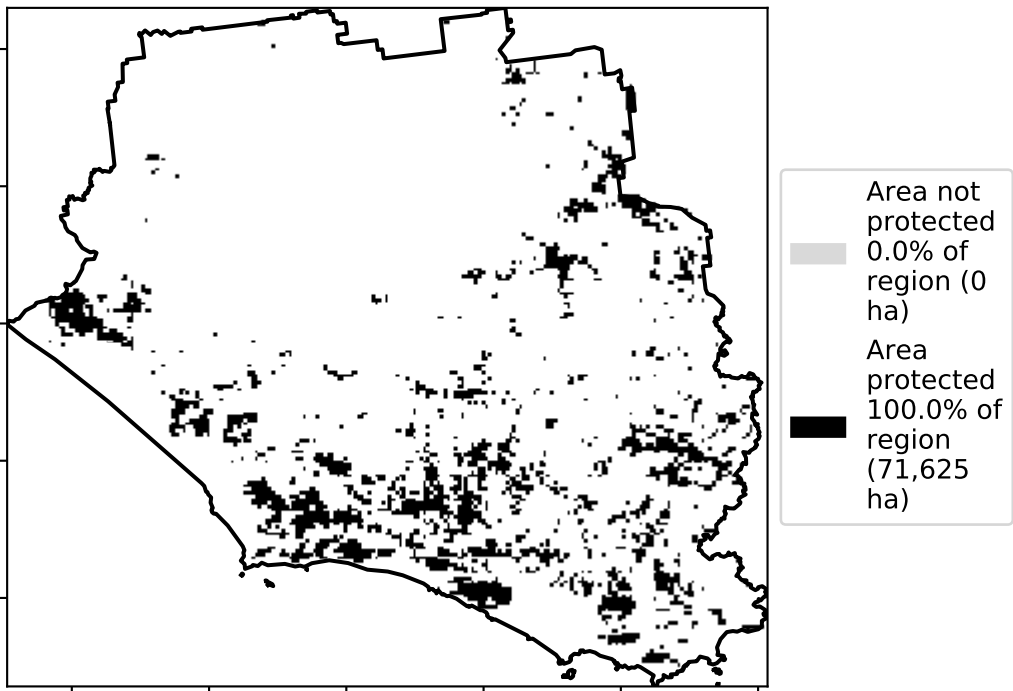 Area not
protected
0.0% of
region (0
ha)
Area
protected
100.0% of
region
(71,625
ha)